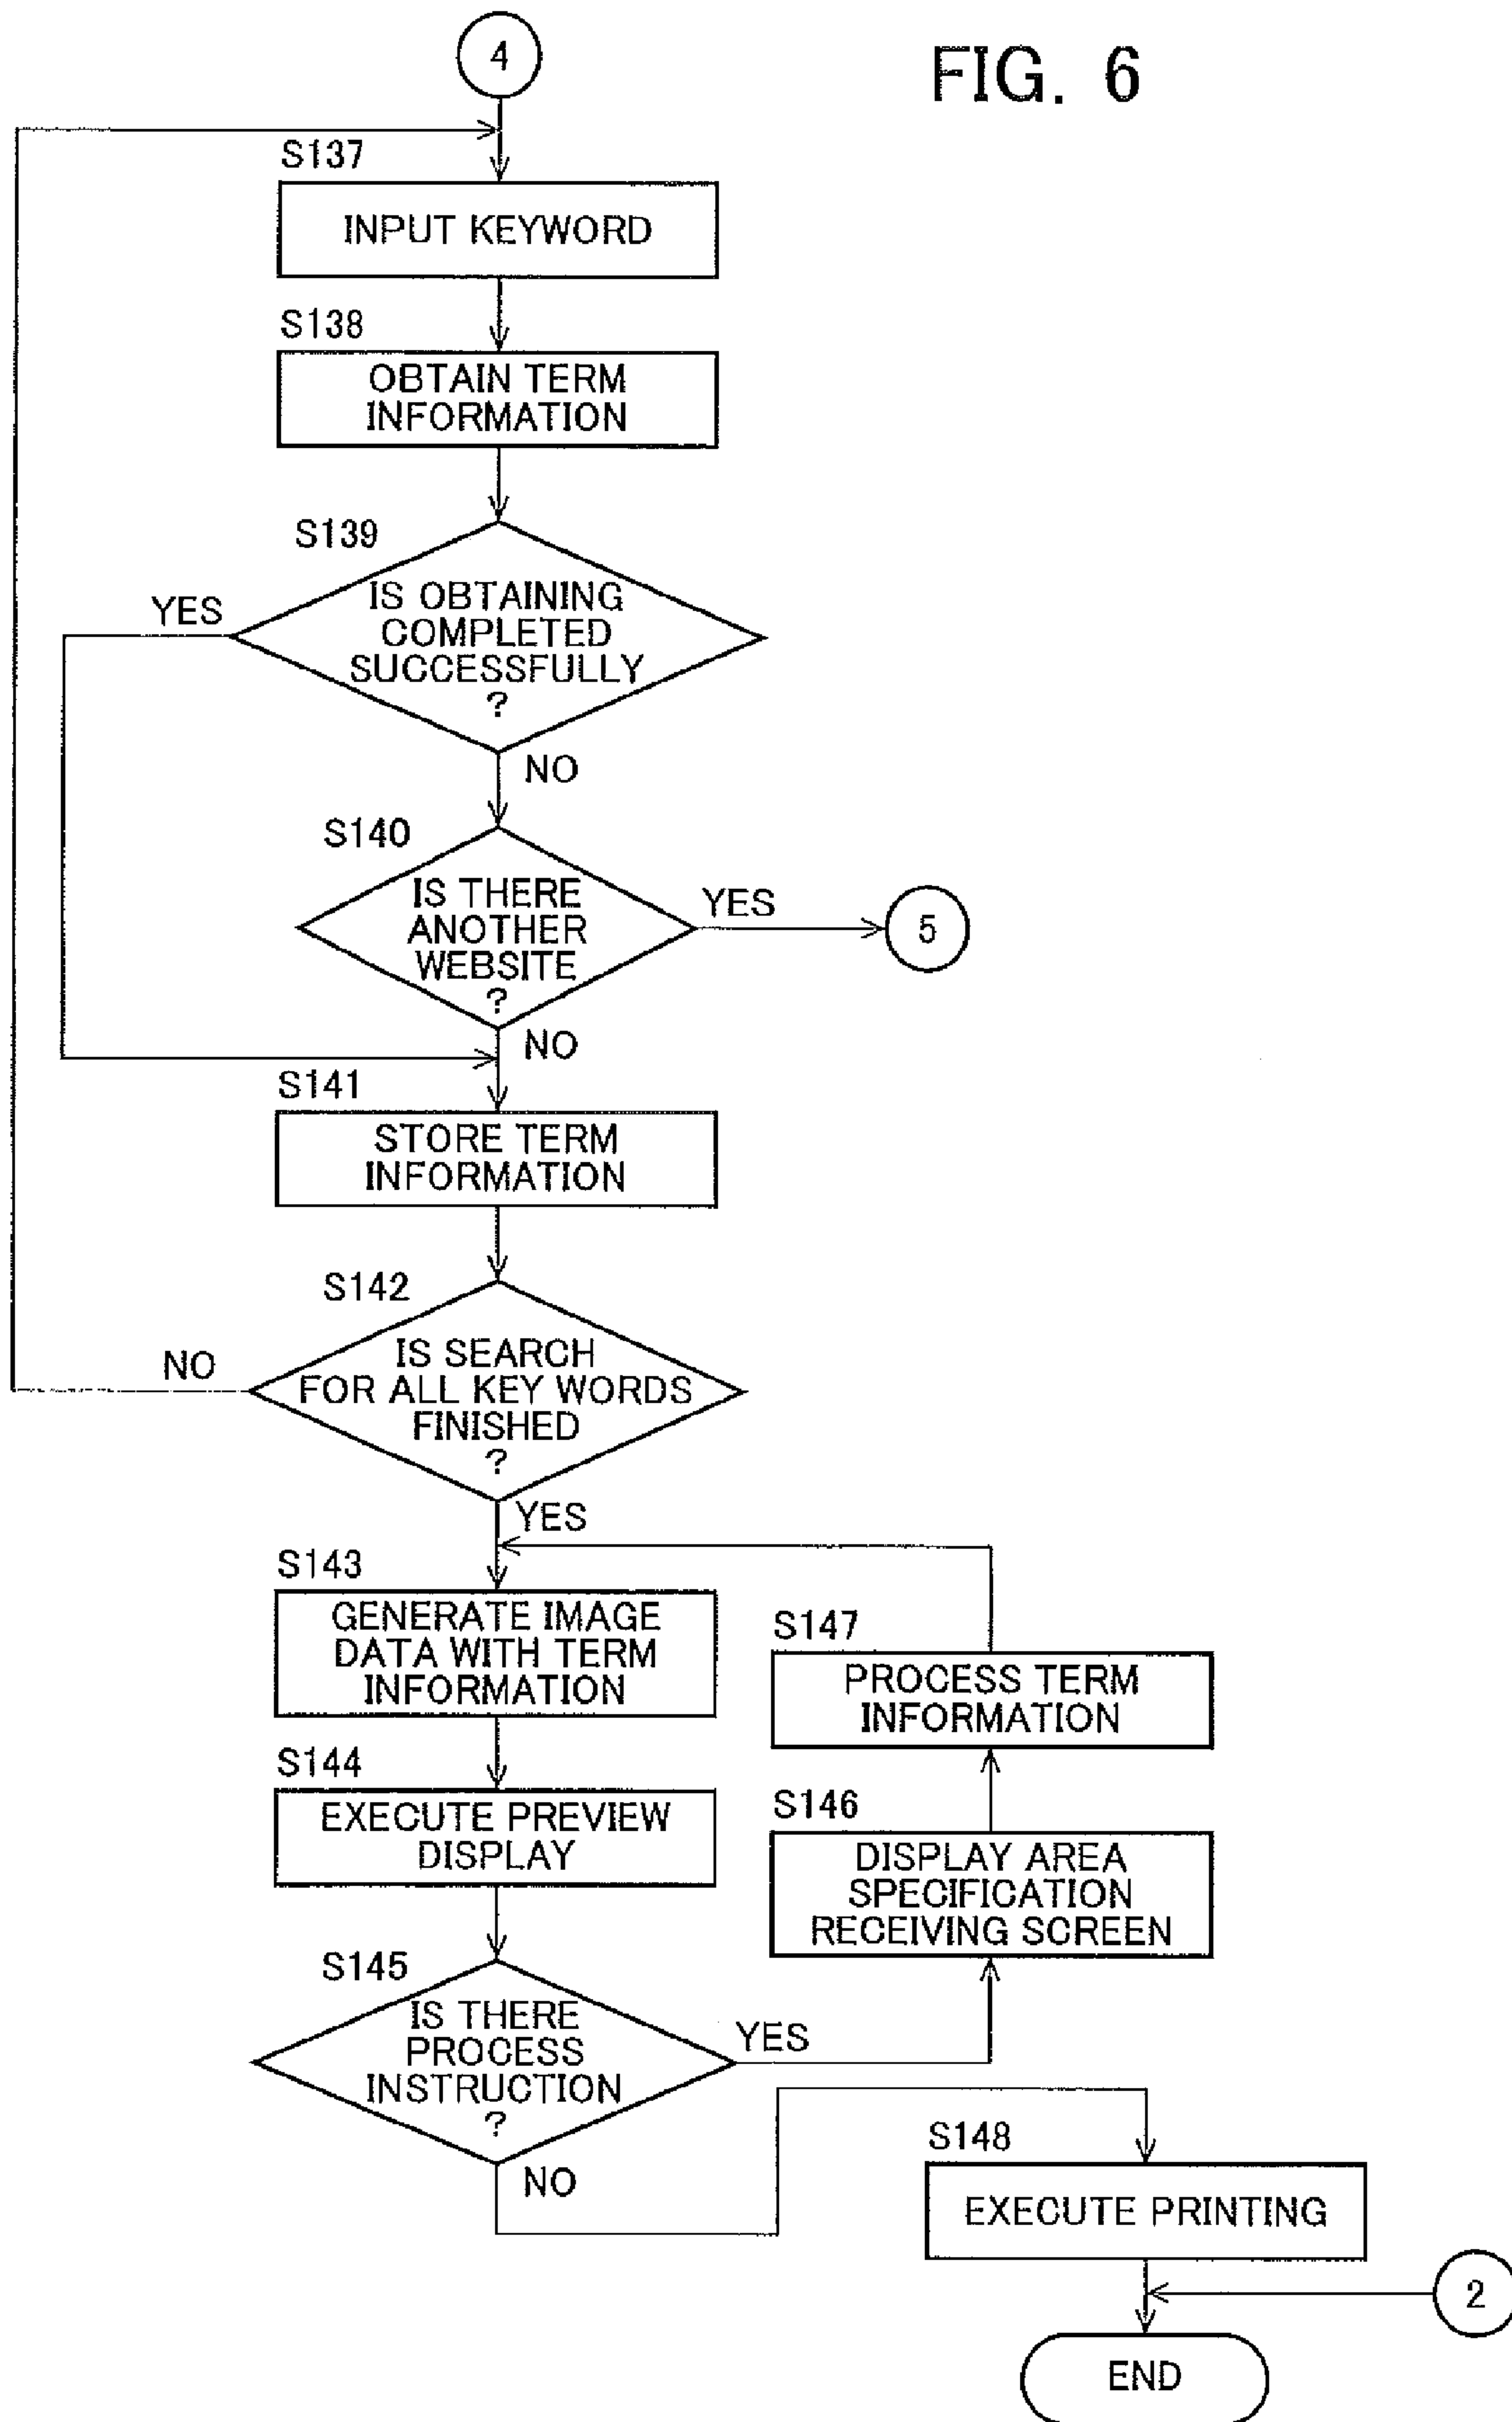 4
FIG. 6
S137
INPUT KEYWORD
S138
OBTAIN TERM
INFORMATION
S139
IS OBTAINING
COMPLETED
SUCCESSFULLY
?
YES
NO
S140
IS THERE
ANOTHER
WEBSITE
?
YES
5
NO
S141
STORE TERM
INFORMATION
S142
IS SEARCH
FOR ALL KEY WORDS
FINISHED
?
NO
YES
S143
GENERATE IMAGE
DATA WITH TERM
INFORMATION
S147
PROCESS TERM
INFORMATION
S144
EXECUTE PREVIEW
DISPLAY
S146
DISPLAY AREA
SPECIFICATION
RECEIVING SCREEN
S145
IS THERE
PROCESS
INSTRUCTION
?
YES
NO
S148
EXECUTE PRINTING
2
END